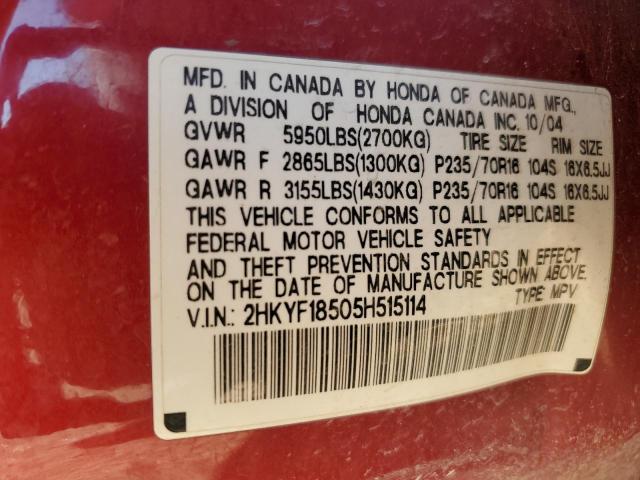 MFD. IN CANADA BY HONDA OF CANADA MFG.,
A DIVISION OF HONDA CANADA INC. 10/04
GVWR 5950LBS(2700KG) TIRE SIZE RIM SIZE
GAWR F 2865LBS(1300KG) P235/70R16 104S 16X6.5JJ
GAWR R 3155LBS(1430KG) P235/70R16 104S 16X6.5JJ
THIS VEHICLE CONFORMS TO ALL APPLICABLE
FEDERAL MOTOR VEHICLE SAFETY
AND THEFT PREVENTION STANDARDS IN EFFECT
ON THE DATE OF MANUFACTURE SHOWN ABOVE.
V.I.N.: 2HKYF18505H515114 TYPE: MPV